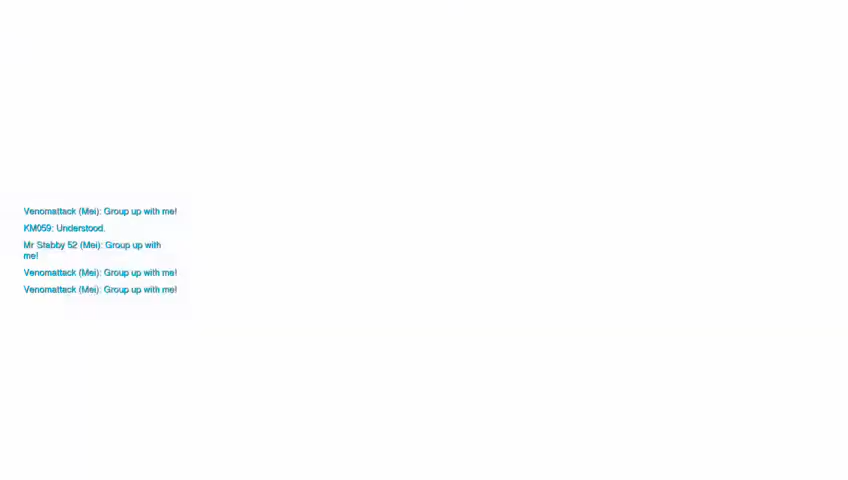 Venomattack (Mei): Group up with me!
KM059: Understood.
Mr Stabby 52 (Mei): Group up with
me!
Venomattack (Mei): Group up with me!
Venomattack (Mei): Group up with me!